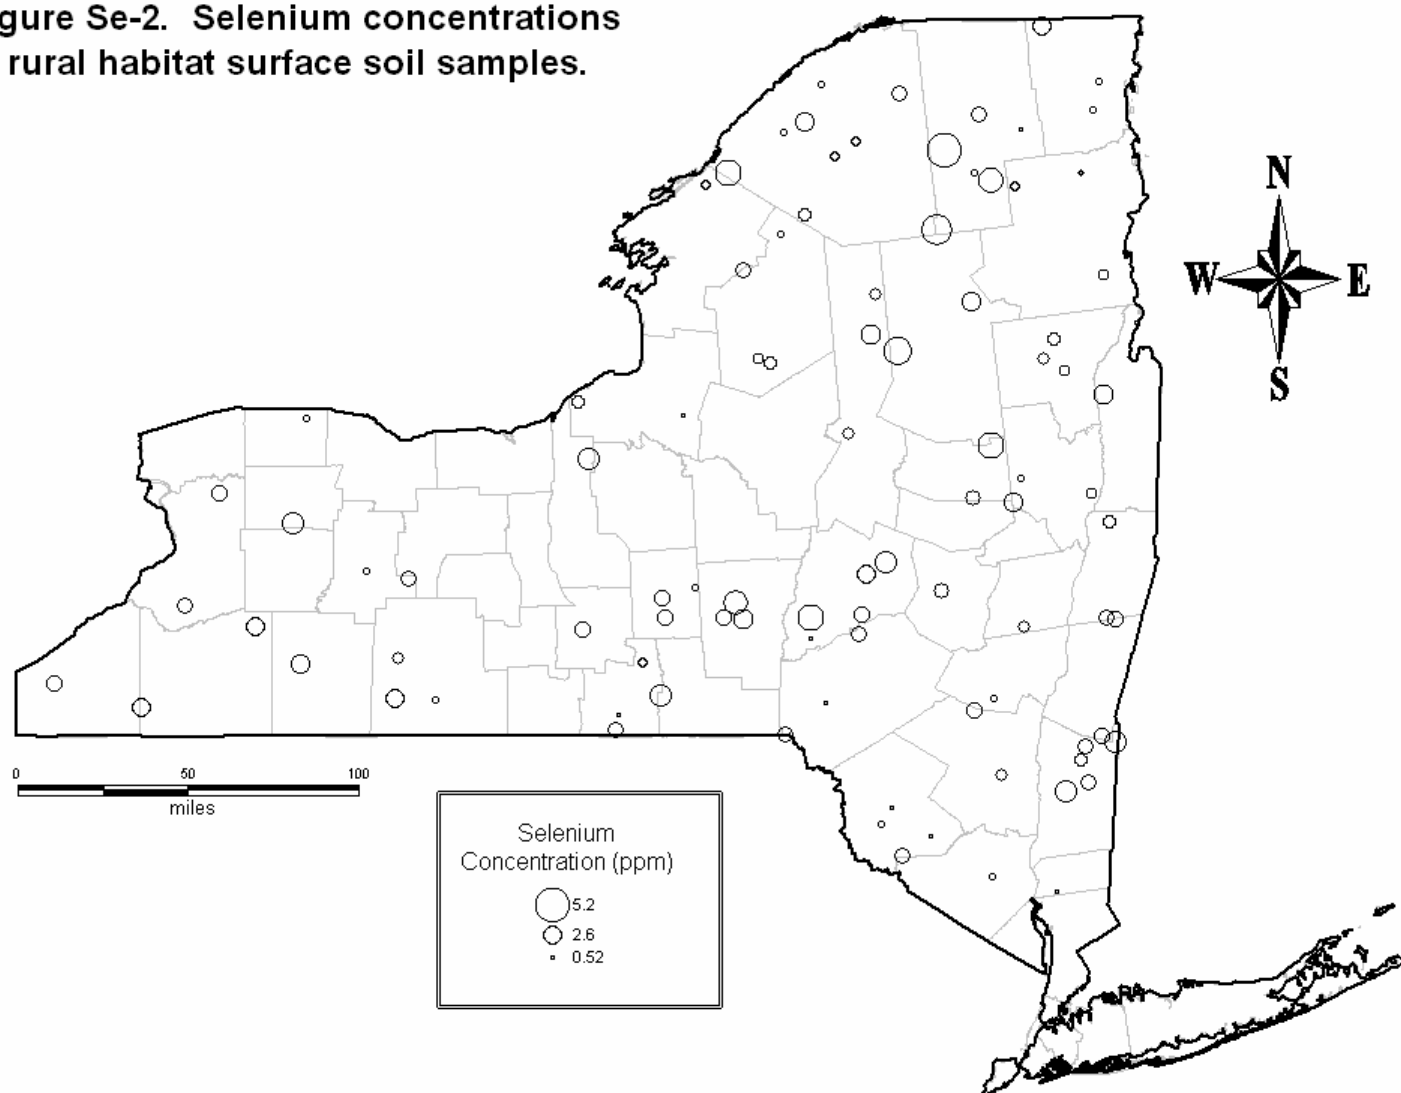 gure Se-2. Selenium concentrations
rural habitat surface soil samples.
N
W E
S
0 50 100
miles
Selenium
Concentration (ppm)
5.2
2.6
0.52